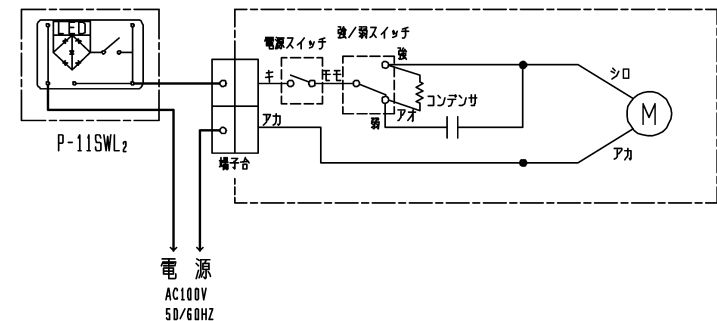 LED
P-11SWL₂
電源スイッチ
強/弱スイッチ
強
キ
モモ
シロ
コンデンサ
アオ
弱
M
アカ
アカ
端子台
電源
AC100V
50/60HZ